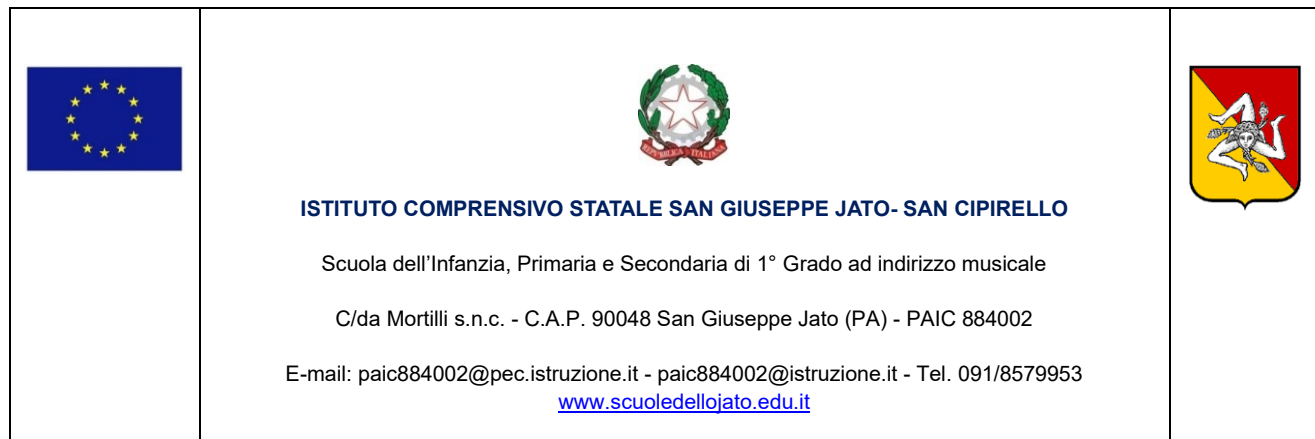 REPVBBLICA ITALIANA
ISTITUTO COMPRENSIVO STATALE SAN GIUSEPPE JATO- SAN CIPIRELLO
Scuola dell’Infanzia, Primaria e Secondaria di 1° Grado ad indirizzo musicale
C/da Mortilli s.n.c. - C.A.P. 90048 San Giuseppe Jato (PA) - PAIC 884002
E-mail: paic884002@pec.istruzione.it - paic884002@istruzione.it - Tel. 091/8579953
www.scuoledellojato.edu.it